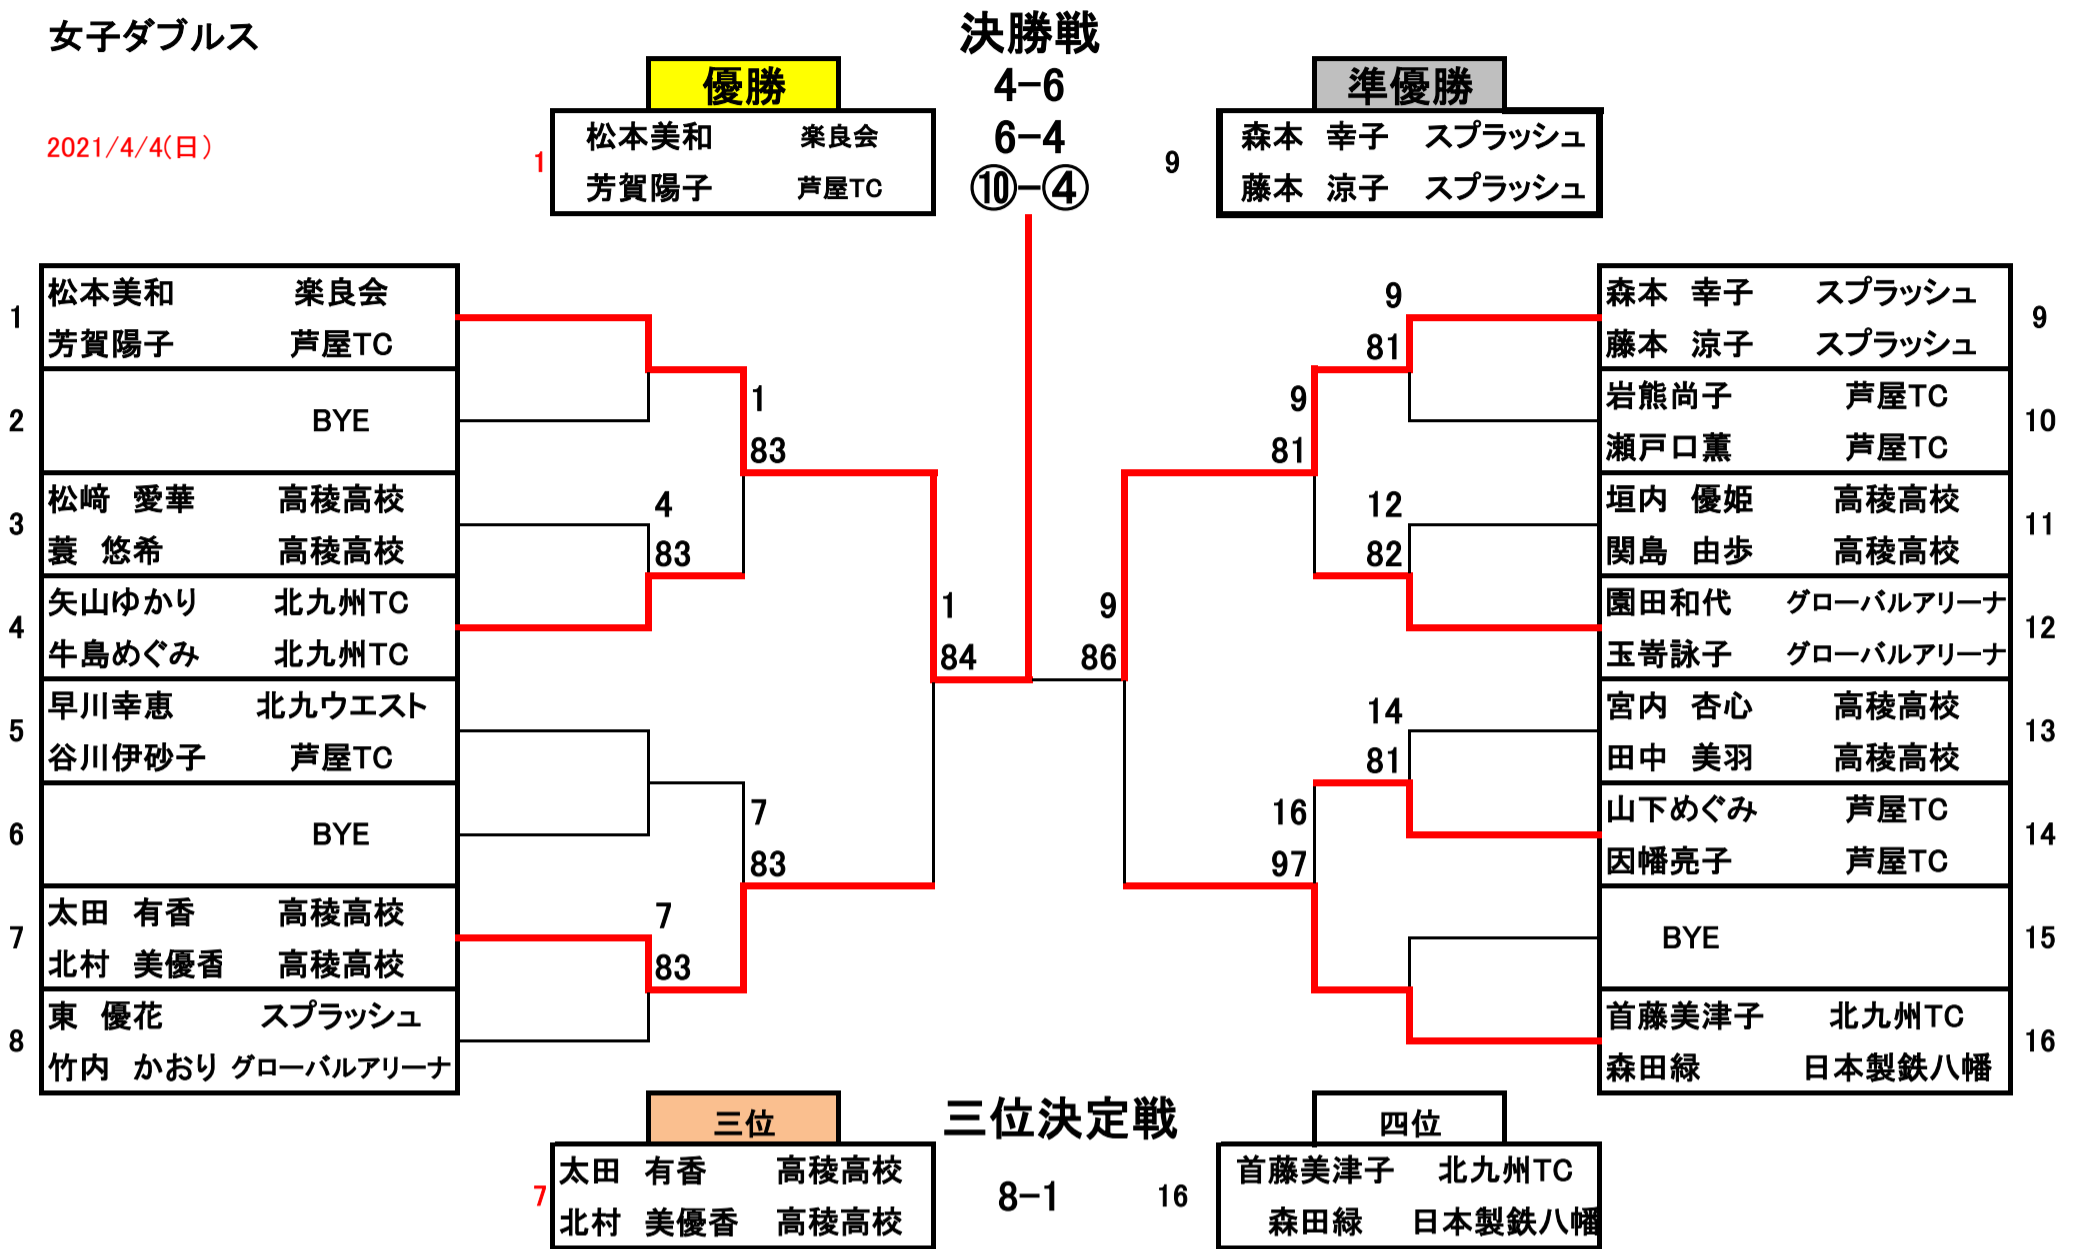 女子ダブルス
決勝戦
優勝
4-6
準優勝
2021/4/4(日)
1
松本美和 楽良会
芳賀陽子 芦屋TC
6-4
⑩-④
9
森本 幸子 スプラッシュ
藤本 涼子 スプラッシュ
1
松本美和 楽良会
芳賀陽子 芦屋TC
2
BYE
3
松﨑 愛華 高稜高校
蓑 悠希 高稜高校
4
矢山ゆかり 北九州TC
牛島めぐみ 北九州TC
5
早川幸恵 北九ウエスト
谷川伊砂子 芦屋TC
6
BYE
7
太田 有香 高稜高校
北村 美優香 高稜高校
8
東 優花 スプラッシュ
竹内 かおり グローバルアリーナ
1
83
4
83
7
83
7
83
1
84
9
86
9
81
9
81
12
82
14
81
16
97
森本 幸子 スプラッシュ
藤本 涼子 スプラッシュ
9
岩熊尚子 芦屋TC
瀬戸口薫 芦屋TC
10
垣内 優姫 高稜高校
関島 由歩 高稜高校
11
園田和代 グローバルアリーナ
玉嵜詠子 グローバルアリーナ
12
宮内 杏心 高稜高校
田中 美羽 高稜高校
13
山下めぐみ 芦屋TC
因幡亮子 芦屋TC
14
BYE
15
首藤美津子 北九州TC
森田緑 日本製鉄八幡
16
三位
三位決定戦
四位
7
太田 有香 高稜高校
北村 美優香 高稜高校
8-1
16
首藤美津子 北九州TC
森田緑 日本製鉄八幡